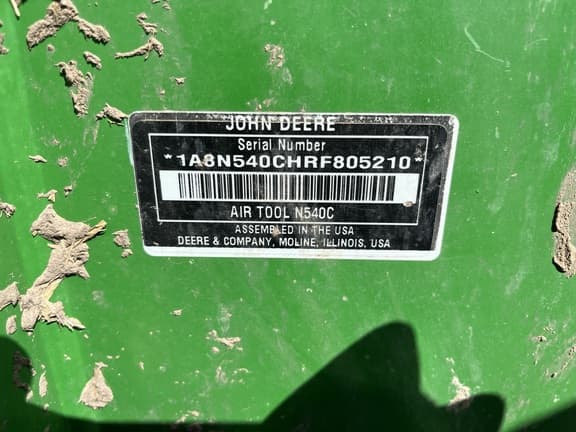 JOHN DEERE
Serial Number
*1A8N540CHRF805210*
AIR TOOL N540C
ASSEMBLED IN THE USA
DEERE & COMPANY, MOLINE, ILLINOIS, USA